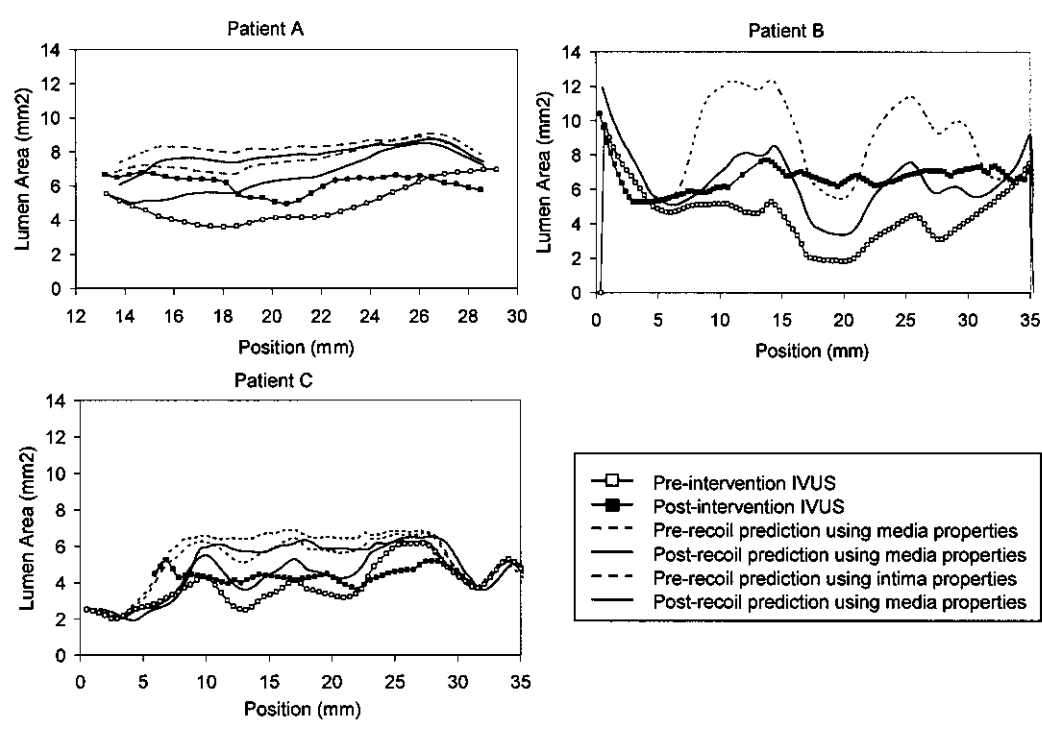 Patient A
14
12
10
8
6
4
2
0
Lumen Area (mm2)
12 14 16 18 20 22 24 26 28 30
Position (mm)
Patient B
14
12
10
8
6
4
2
0
Lumen Area (mm2)
0 5 10 15 20 25 30 35
Position (mm)
Patient C
14
12
10
8
6
4
2
0
Lumen Area (mm2)
0 5 10 15 20 25 30 35
Position (mm)
Pre-intervention IVUS
Post-intervention IVUS
Pre-recoil prediction using media properties
Post-recoil prediction using media properties
Pre-recoil prediction using intima properties
Post-recoil prediction using media properties